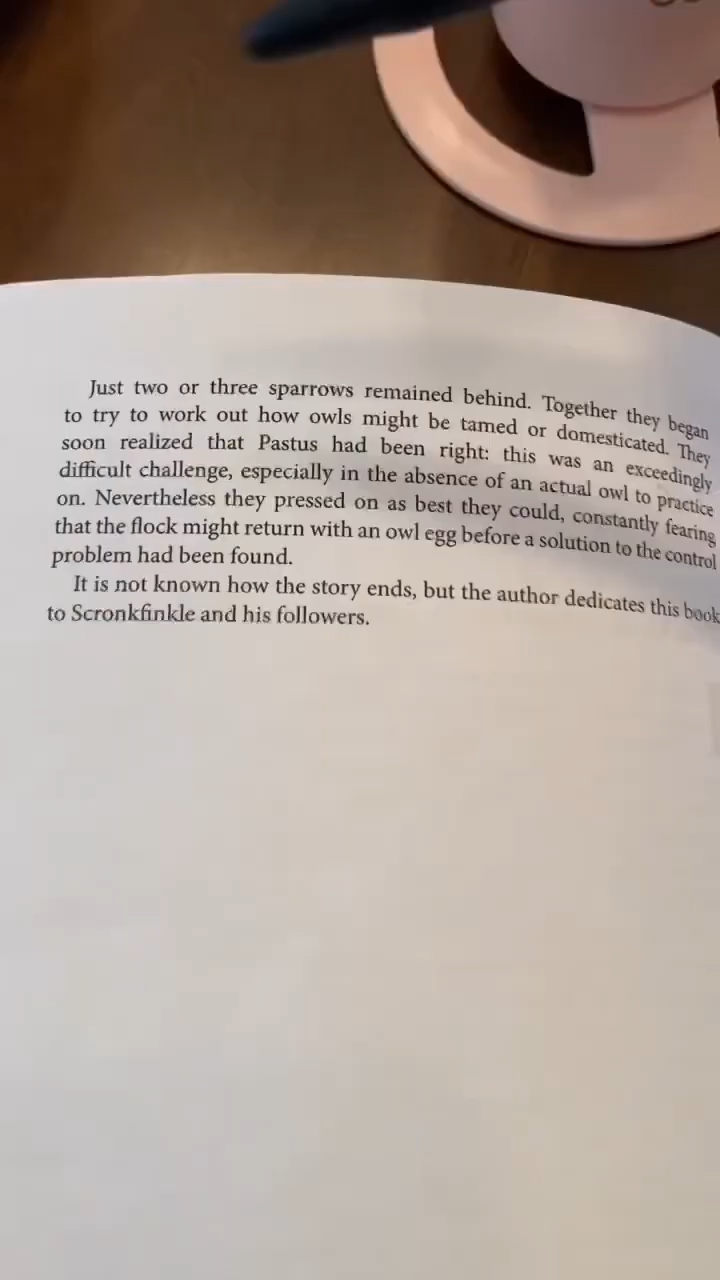 Just two or three sparrows remained behind. Together they began
to try to work out how owls might be tamed or domesticated. They
soon realized that Pastus had been right: this was an exceedingly
difficult challenge, especially in the absence of an actual owl to practice
on. Nevertheless they pressed on as best they could, constantly fearing
that the flock might return with an owl egg before a solution to the control
problem had been found.
It is not known how the story ends, but the author dedicates this book
to Scronkfinkle and his followers.